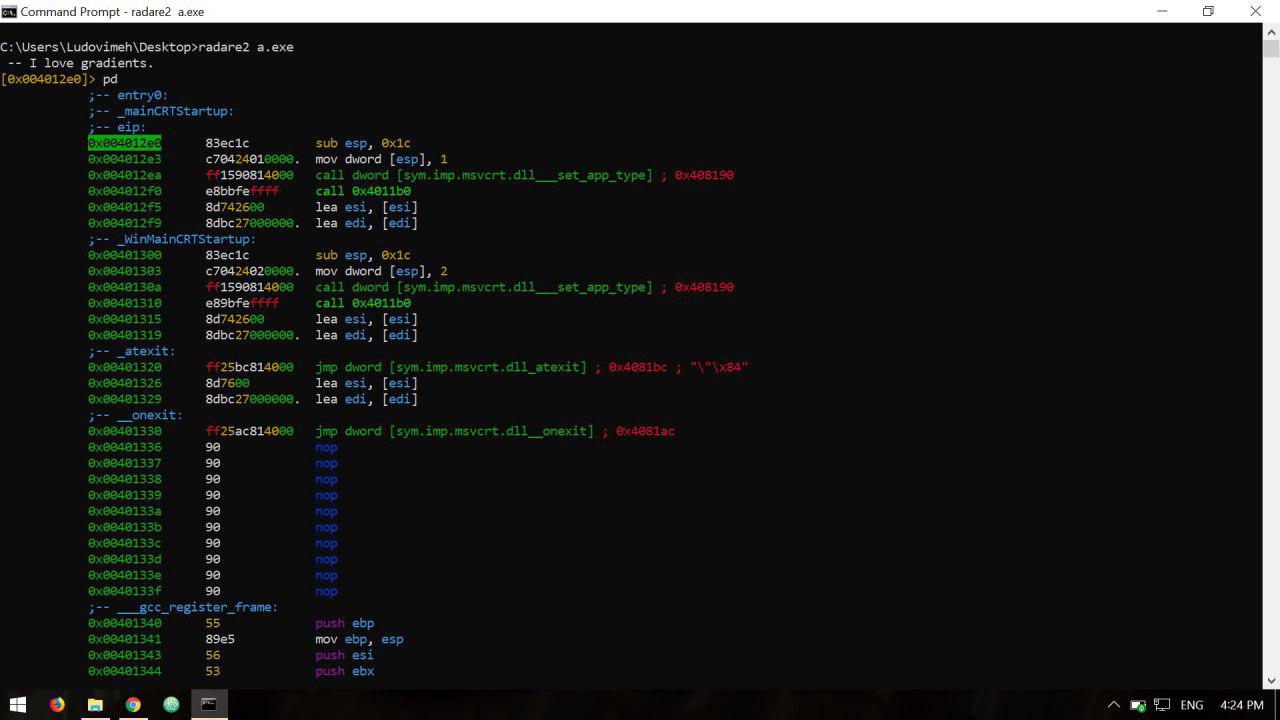 Command Prompt - radare2  a.exe
C:\Users\Ludovimeh\Desktop>radare2 a.exe
 -- I love gradients.
[0x004012e0]> pd
            ;-- entry0:
            ;-- _mainCRTStartup:
            ;-- eip:
            0x004012e0      83ec1c         sub esp, 0x1c
            0x004012e3      c70424010000.  mov dword [esp], 1
            0x004012ea      ff1590814000   call dword [sym.imp.msvcrt.dll___set_app_type] ; 0x408190
            0x004012f0      e8bbfeffff     call 0x4011b0
            0x004012f5      8d742600       lea esi, [esi]
            0x004012f9      8dbc27000000.  lea edi, [edi]
            ;-- _WinMainCRTStartup:
            0x00401300      83ec1c         sub esp, 0x1c
            0x00401303      c70424020000.  mov dword [esp], 2
            0x0040130a      ff1590814000   call dword [sym.imp.msvcrt.dll___set_app_type] ; 0x408190
            0x00401310      e89bfeffff     call 0x4011b0
            0x00401315      8d742600       lea esi, [esi]
            0x00401319      8dbc27000000.  lea edi, [edi]
            ;-- _atexit:
            0x00401320      ff25bc814000   jmp dword [sym.imp.msvcrt.dll_atexit] ; 0x4081bc ; "\"\x84"
            0x00401326      8d7600         lea esi, [esi]
            0x00401329      8dbc27000000.  lea edi, [edi]
            ;-- __onexit:
            0x00401330      ff25ac814000   jmp dword [sym.imp.msvcrt.dll__onexit] ; 0x4081ac
            0x00401336      90             nop
            0x00401337      90             nop
            0x00401338      90             nop
            0x00401339      90             nop
            0x0040133a      90             nop
            0x0040133b      90             nop
            0x0040133c      90             nop
            0x0040133d      90             nop
            0x0040133e      90             nop
            0x0040133f      90             nop
            ;-- ___gcc_register_frame:
            0x00401340      55             push ebp
            0x00401341      89e5           mov ebp, esp
            0x00401343      56             push esi
            0x00401344      53             push ebx
ENG 4:24 PM